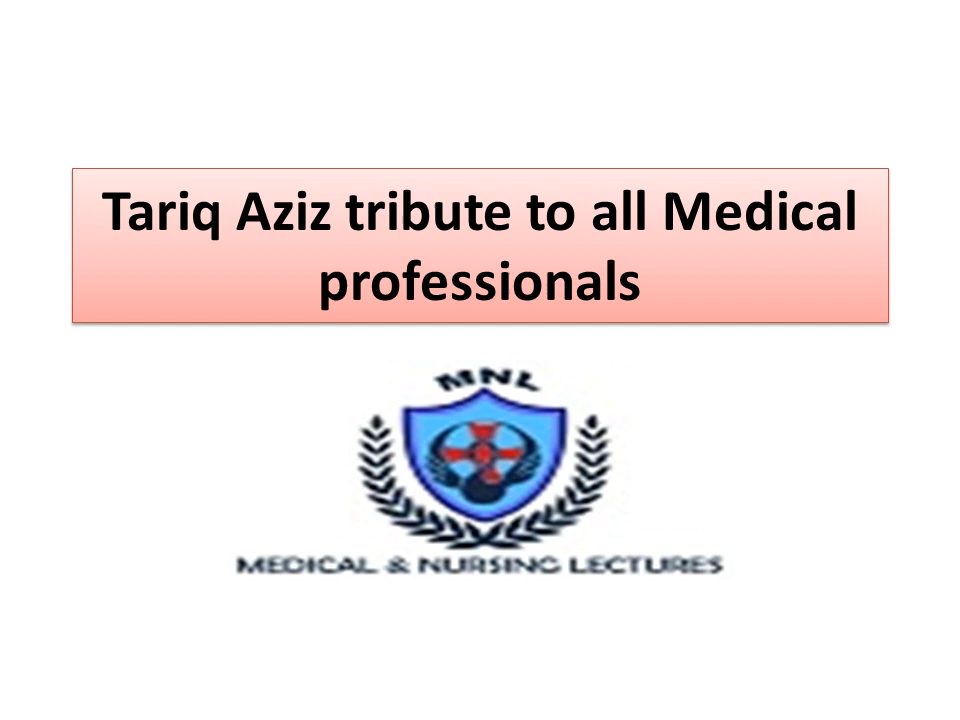 Tariq Aziz tribute to all Medical
professionals
MNL
MEDICAL & NURSING LECTURES